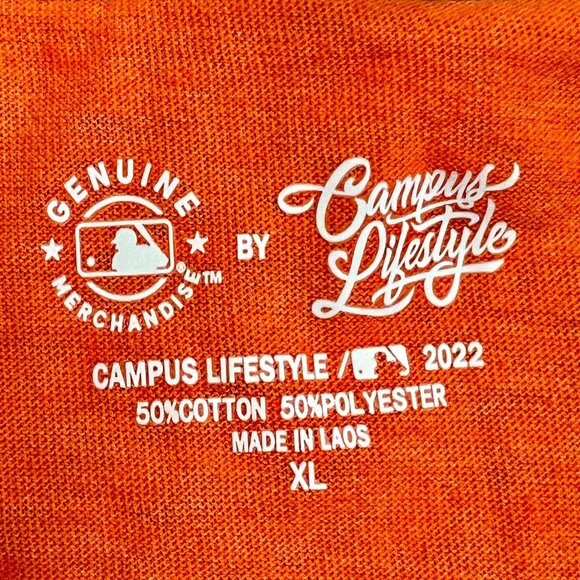 GENUINE
MERCHANDISE™
BY
Campus
Lifestyle
CAMPUS LIFESTYLE / 2022
50%COTTON 50%POLYESTER
MADE IN LAOS
XL